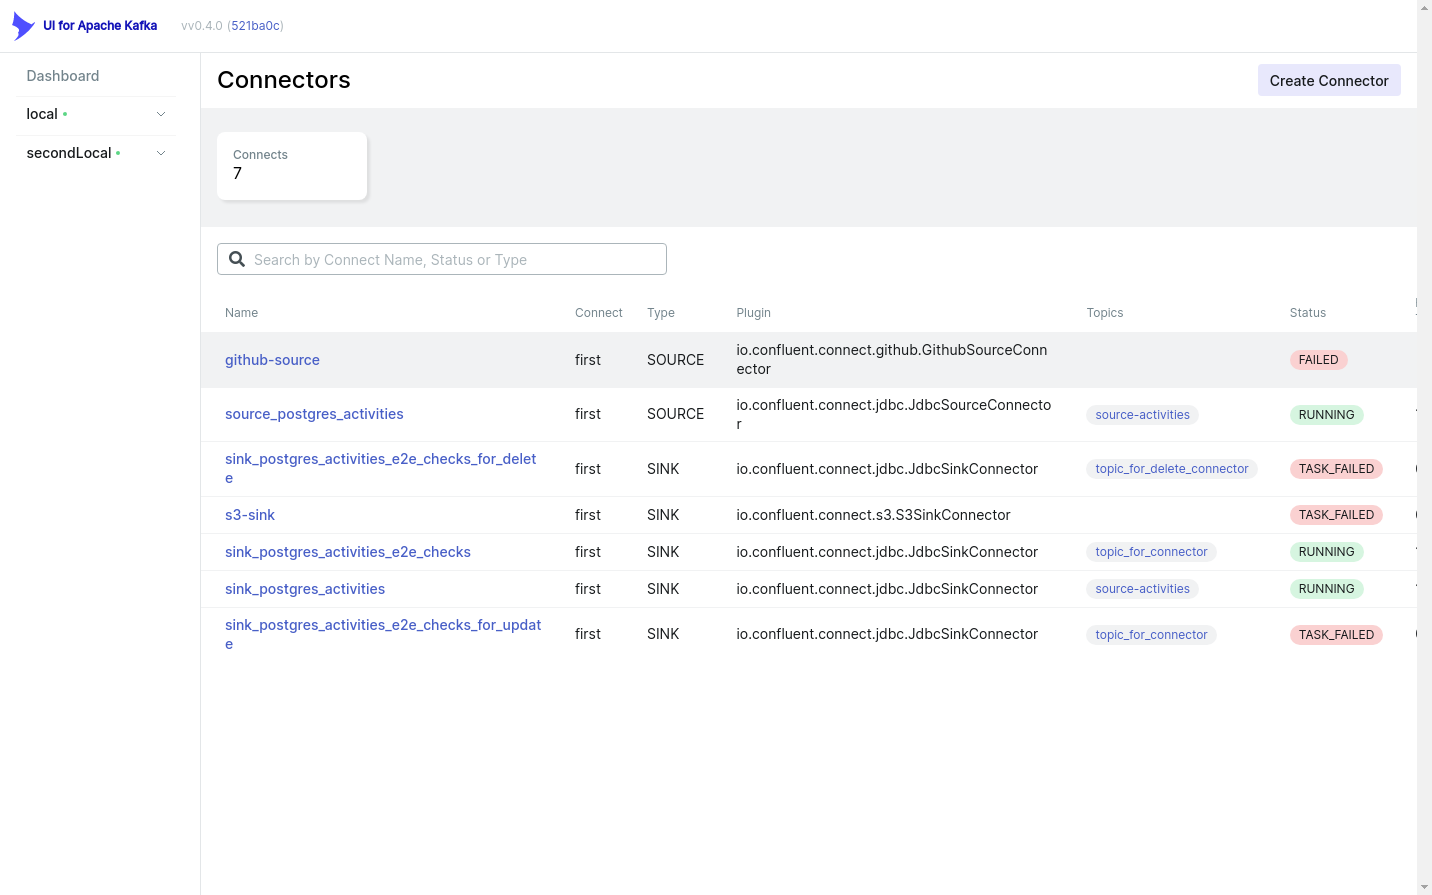 UI for Apache Kafka vv0.4.0 (521ba0c)
Dashboard
local
secondLocal
Connectors
Create Connector
Connects
7
Search by Connect Name, Status or Type
Name Connect Type Plugin Topics Status
github-source first SOURCE io.confluent.connect.github.GithubSourceConn
ector FAILED
source_postgres_activities first SOURCE io.confluent.connect.jdbc.JdbcSourceConnecto
r source-activities RUNNING
sink_postgres_activities_e2e_checks_for_delet
e first SINK io.confluent.connect.jdbc.JdbcSinkConnector topic_for_delete_connector TASK_FAILED
s3-sink first SINK io.confluent.connect.s3.S3SinkConnector TASK_FAILED
sink_postgres_activities_e2e_checks first SINK io.confluent.connect.jdbc.JdbcSinkConnector topic_for_connector RUNNING
sink_postgres_activities first SINK io.confluent.connect.jdbc.JdbcSinkConnector source-activities RUNNING
sink_postgres_activities_e2e_checks_for_updat
e first SINK io.confluent.connect.jdbc.JdbcSinkConnector topic_for_connector TASK_FAILED